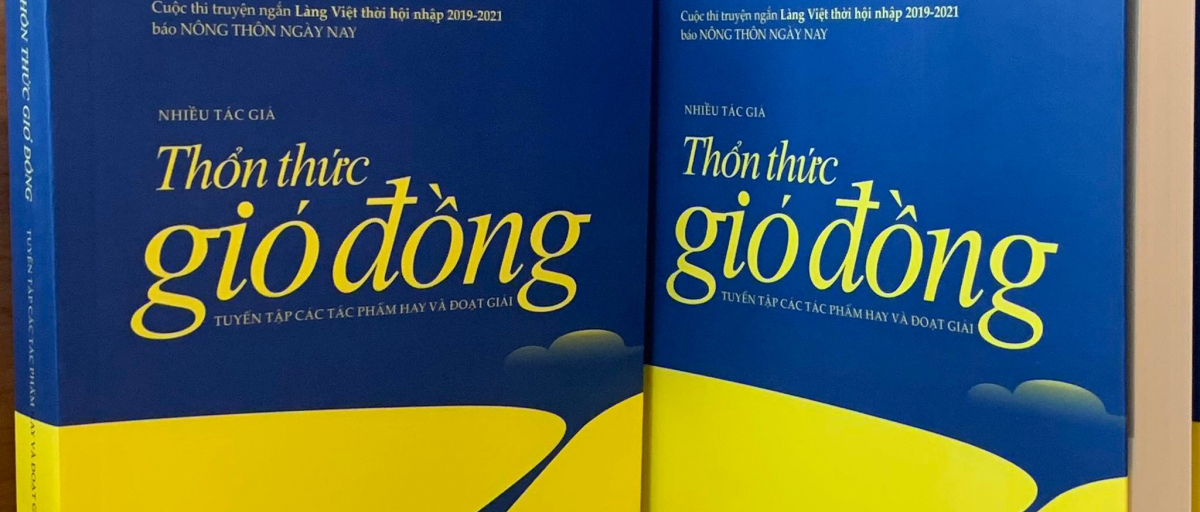 THỔN THỨC GIÓ ĐỒNG TUYỂN TẬP CÁC TÁC PHẨM HAY VÀ ĐOẠT
Cuộc thi truyện ngắn Làng Việt thời hội nhập 2019-2021
báo NÔNG THÔN NGÀY NAY
NHIỀU TÁC GIẢ
Thổn thức
gió đồng
TUYỂN TẬP CÁC TÁC PHẨM HAY VÀ ĐOẠT GIẢI
Cuộc thi truyện ngắn Làng Việt thời hội nhập 2019-2021
báo NÔNG THÔN NGÀY NAY
NHIỀU TÁC GIẢ
Thổn thức
gió đồng
TUYỂN TẬP CÁC TÁC PHẨM HAY VÀ ĐOẠT GIẢI